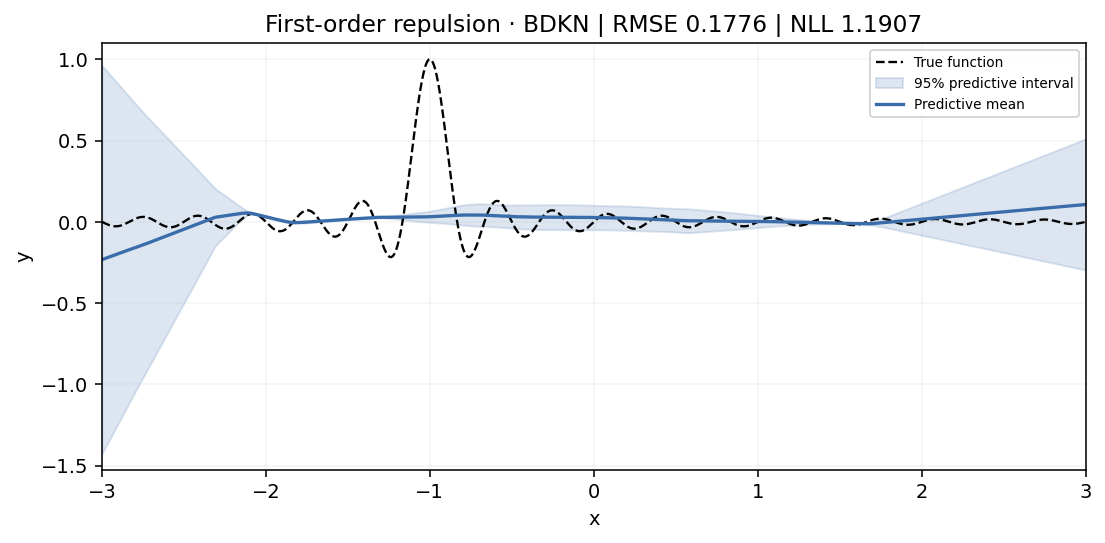 First-order repulsion · BDKN | RMSE 0.1776 | NLL 1.1907
True function
95% predictive interval
Predictive mean
1.0
0.5
0.0
−0.5
−1.0
−1.5
y
−3
−2
−1
0
1
2
3
x